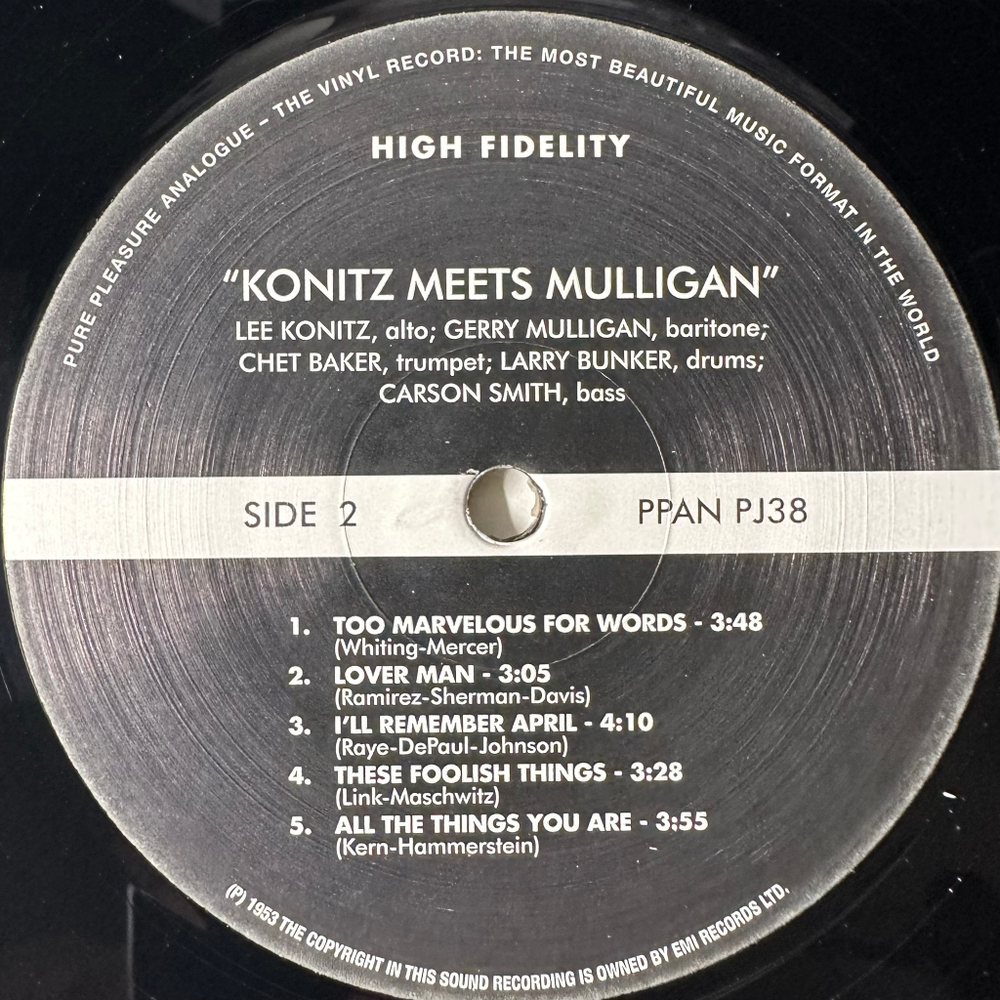 PURE PLEASURE ANALOGUE – THE VINYL RECORD: THE MOST BEAUTIFUL MUSIC FORMAT IN THE WORLD
HIGH FIDELITY
“KONITZ MEETS MULLIGAN”
LEE KONITZ, alto; GERRY MULLIGAN, baritone;
CHET BAKER, trumpet; LARRY BUNKER, drums;
CARSON SMITH, bass
SIDE 2 PPAN PJ38
1. TOO MARVELOUS FOR WORDS - 3:48
(Whiting-Mercer)
2. LOVER MAN - 3:05
(Ramirez-Sherman-Davis)
3. I’LL REMEMBER APRIL - 4:10
(Raye-DePaul-Johnson)
4. THESE FOOLISH THINGS - 3:28
(Link-Maschwitz)
5. ALL THE THINGS YOU ARE - 3:55
(Kern-Hammerstein)
(P) 1953 THE COPYRIGHT IN THIS SOUND RECORDING IS OWNED BY EMI RECORDS LTD.